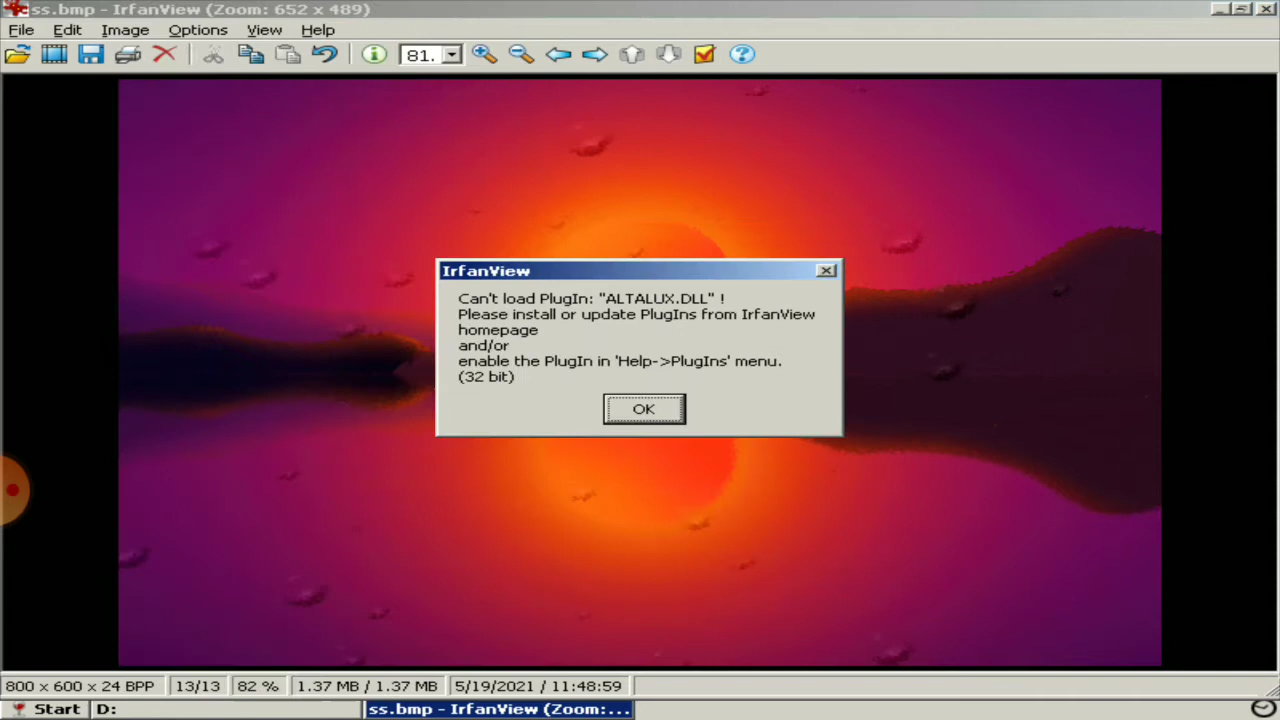 ss.bmp - IrfanView (Zoom: 652 x 489)
File Edit Image Options View Help
81.
IrfanView
Can't load PlugIn: "ALTALUX.DLL" !
Please install or update PlugIns from IrfanView
homepage
and/or
enable the PlugIn in 'Help->PlugIns' menu.
(32 bit)
OK
800 x 600 x 24 BPP 13/13 82 % 1.37 MB / 1.37 MB 5/19/2021 / 11:48:59
Start D: ss.bmp - IrfanView (Zoom:...